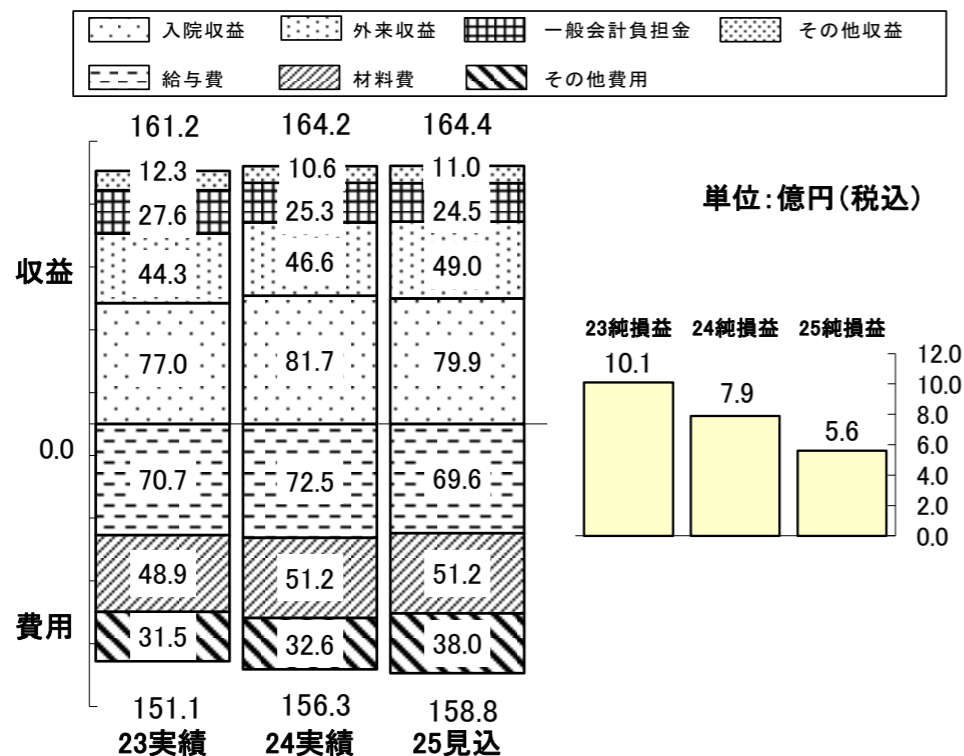 入院収益 外来収益 一般会計負担金 その他収益
給与費 材料費 その他費用
161.2 164.2 164.4
12.3 10.6 11.0
単位:億円(税込)
27.6 25.3 24.5
収益
44.3 46.6 49.0
77.0 81.7 79.9
0.0
70.7 72.5 69.6
48.9 51.2 51.2
費用
31.5 32.6 38.0
151.1 156.3 158.8
23実績 24実績 25見込
23純損益 24純損益 25純損益
10.1 7.9 5.6
12.0
10.0
8.0
6.0
4.0
2.0
0.0